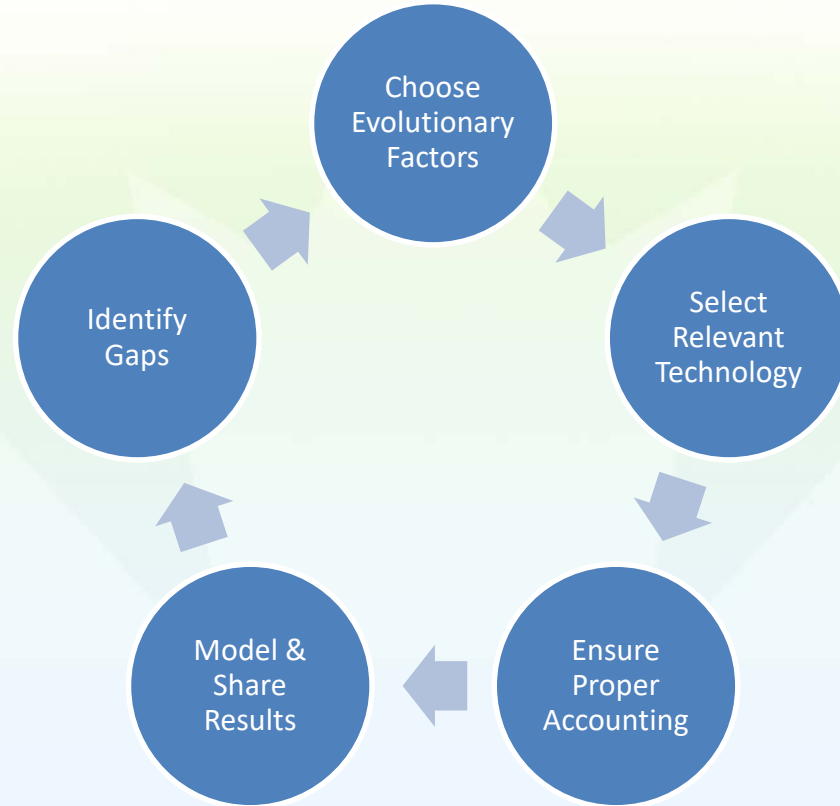 Choose
Evolutionary
Factors
Select
Relevant
Technology
Ensure
Proper
Accounting
Model &
Share
Results
Identify
Gaps